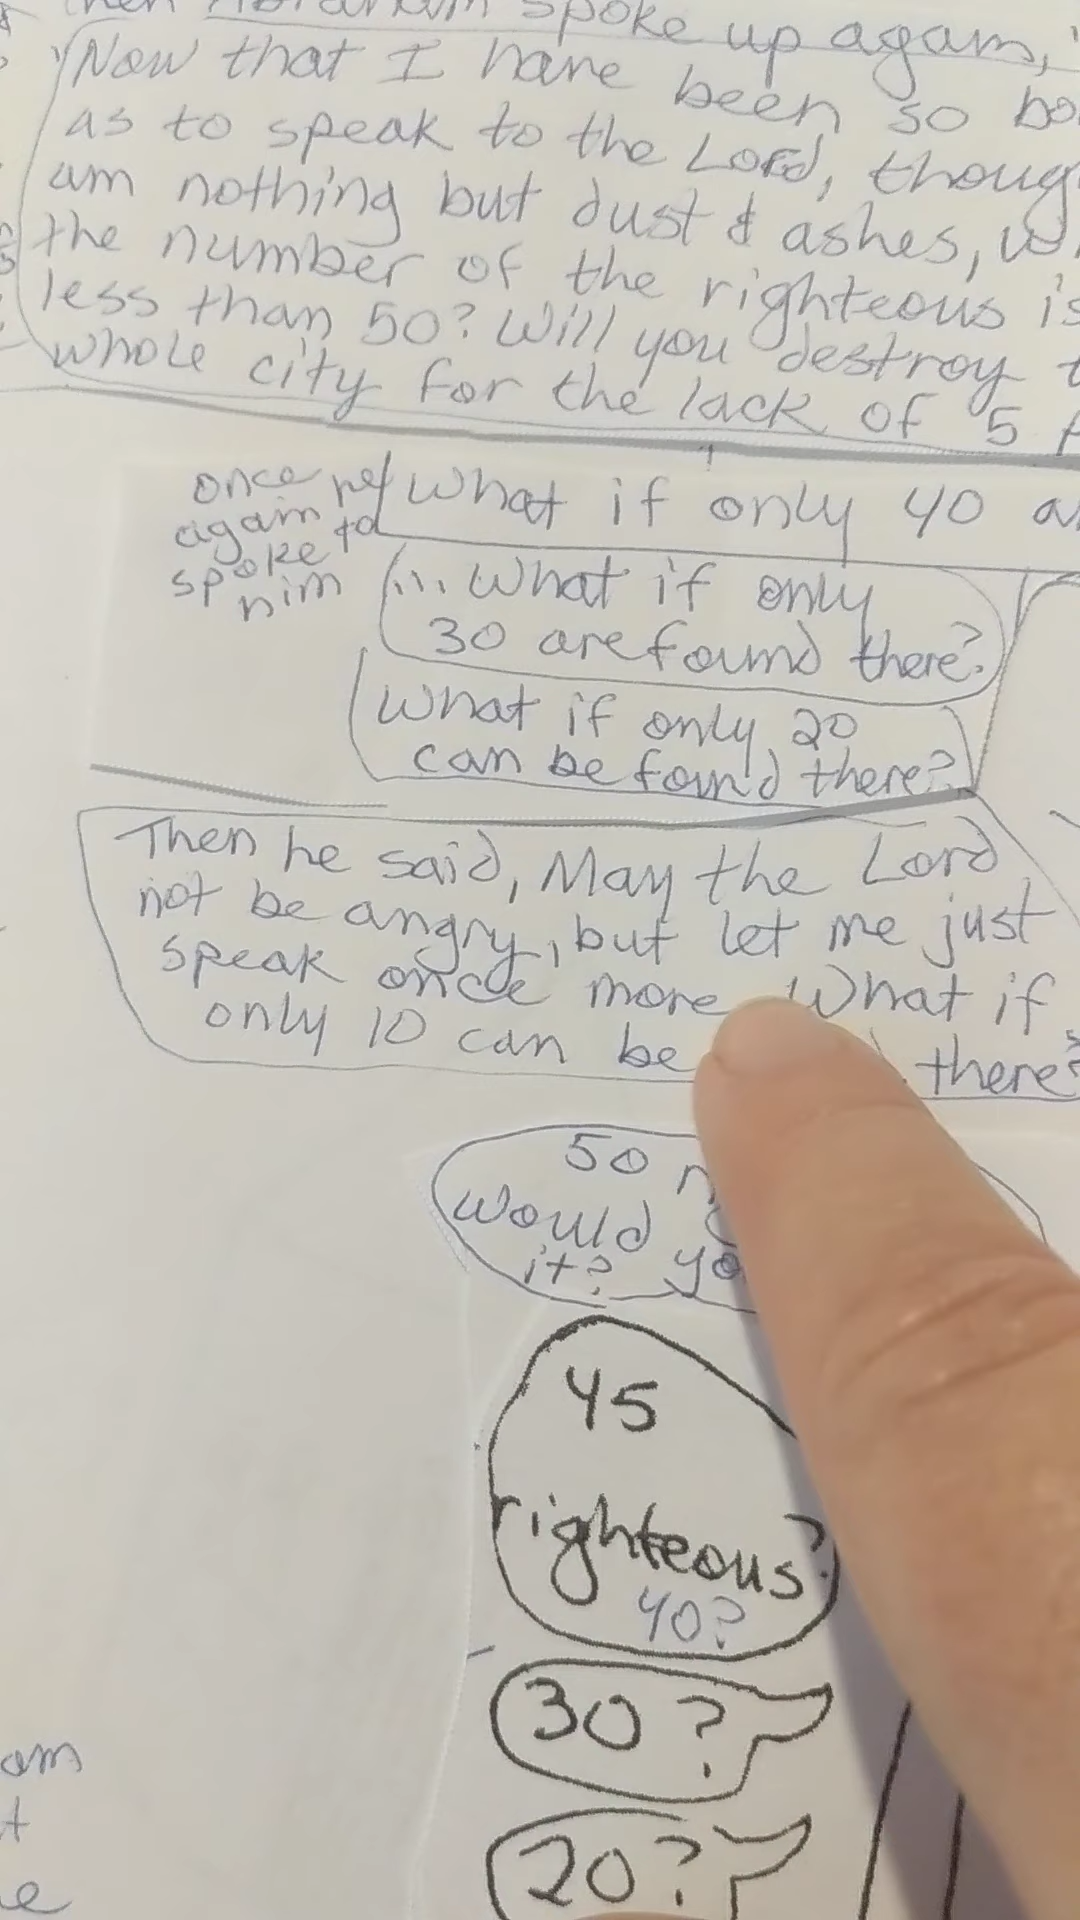 spoke up again,
Now that I have been so
as to speak to the Lord,
am nothing but dust & ashes,
the number of the righteous is
less than 50? Will you destroy
whole city for the lack of 5
once
again
spoke to
him
What if only 40
... What if only
30 are found there?
What if only 20
can be found there?
Then he said, May the Lord
not be angry, but let me just
speak once more. What if
only 10 can be there?
50
would
it?
45
righteous?
40?
30?
20?
am